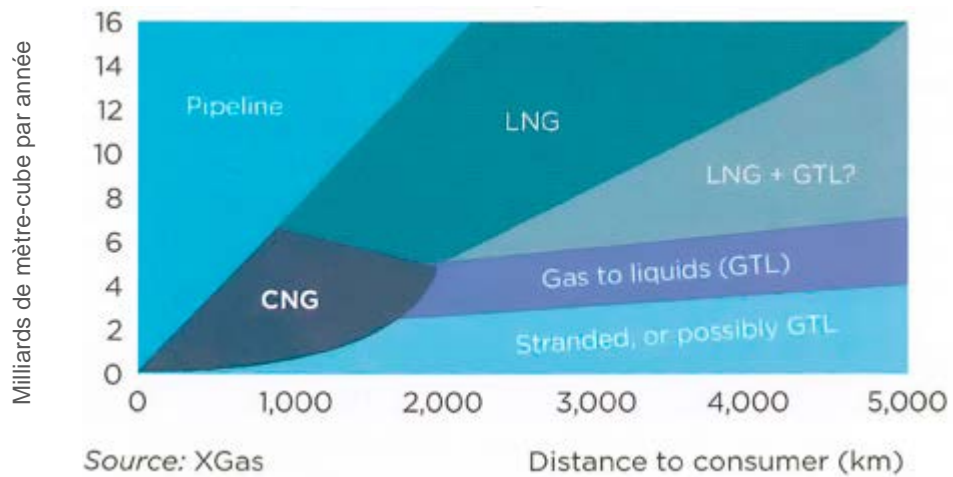 Milliards de mètre-cube par année
16
14
12
10
8
6
4
2
0
Pipeline
LNG
LNG + GTL?
CNG
Gas to liquids (GTL)
Stranded, or possibly GTL
0 1,000 2,000 3,000 4,000 5,000
Source: XGas Distance to consumer (km)